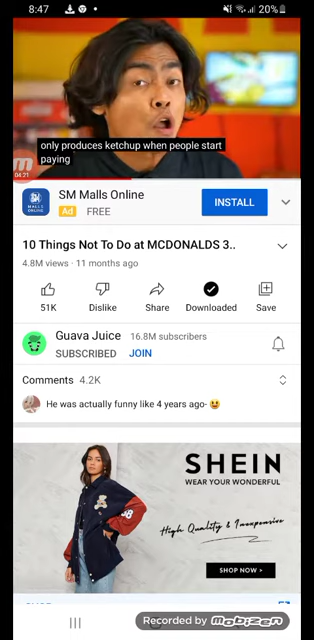 8:47
20%
only produces ketchup when people start
paying
04:21
SM
MALLS
ONLINE
SM Malls Online
Ad FREE
INSTALL
10 Things Not To Do at MCDONALDS 3..
4.8M views · 11 months ago
51K
Dislike
Share
Downloaded
Save
Guava Juice 16.8M subscribers
SUBSCRIBED JOIN
Comments 4.2K
He was actually funny like 4 years ago- 😃
SHEIN
WEAR YOUR WONDERFUL
High Quality & Inexpensive
SHOP NOW >
Recorded by mobizen